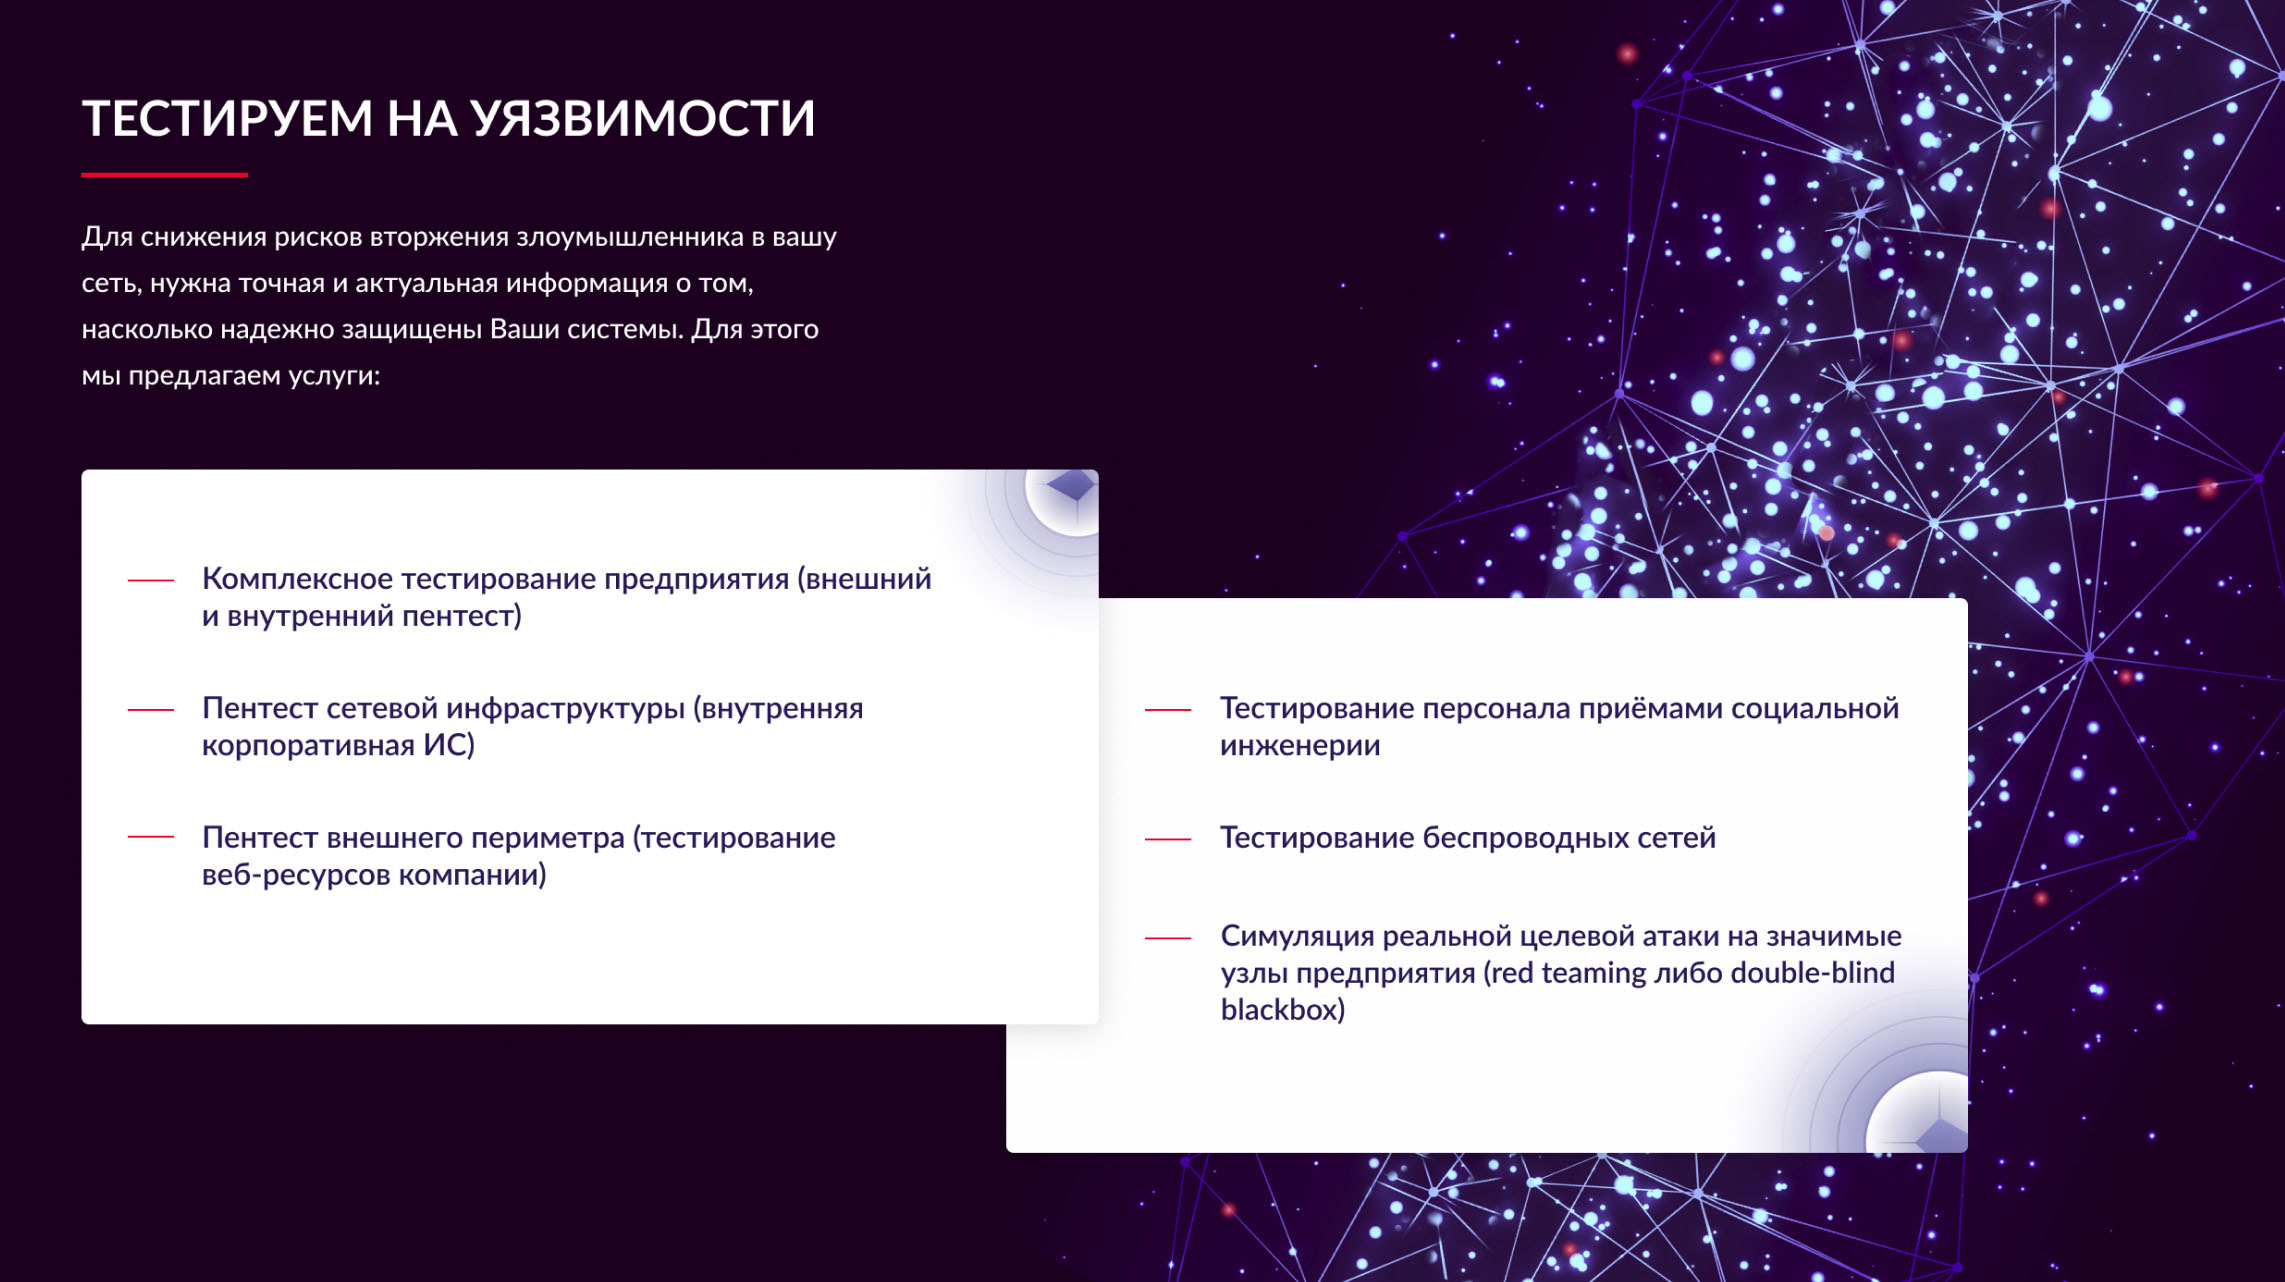 ТЕСТИРУЕМ НА УЯЗВИМОСТИ
Для снижения рисков вторжения злоумышленника в вашу
сеть, нужна точная и актуальная информация о том,
насколько надежно защищены Ваши системы. Для этого
мы предлагаем услуги:
Комплексное тестирование предприятия (внешний
и внутренний пентест)
Пентест сетевой инфраструктуры (внутренняя
корпоративная ИС)
Пентест внешнего периметра (тестирование
веб-ресурсов компании)
Тестирование персонала приёмами социальной
инженерии
Тестирование беспроводных сетей
Симуляция реальной целевой атаки на значимые
узлы предприятия (red teaming либо double-blind
blackbox)